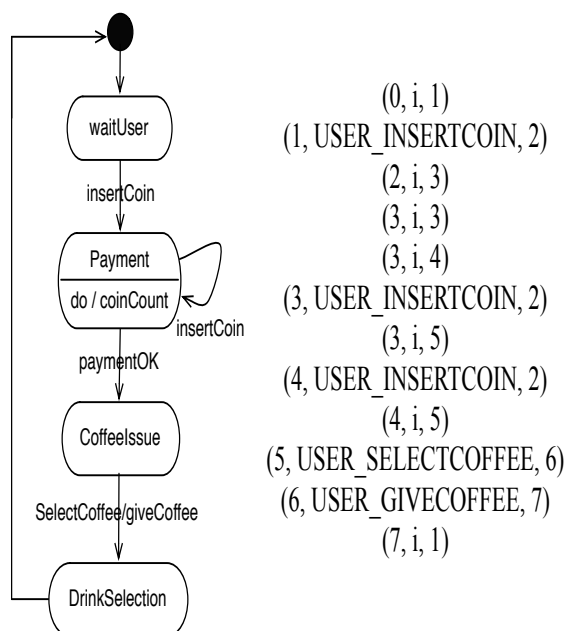 waitUser
insertCoin
Payment
do / coinCount
insertCoin
paymentOK
CoffeeIssue
SelectCoffee/giveCoffee
DrinkSelection
(0, i, 1)
(1, USER_INSERTCOIN, 2)
(2, i, 3)
(3, i, 3)
(3, i, 4)
(3, USER_INSERTCOIN, 2)
(3, i, 5)
(4, USER_INSERTCOIN, 2)
(4, i, 5)
(5, USER_SELECTCOFFEE, 6)
(6, USER_GIVECOFFEE, 7)
(7, i, 1)